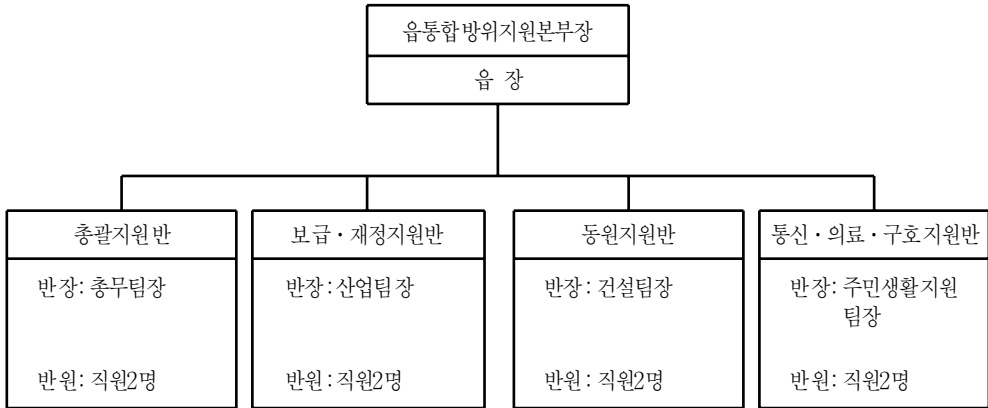 읍통합방위지원본부장
읍 장
총괄지원반
반장: 총무팀장
반원: 직원2명
보급·재정지원반
반장: 산업팀장
반원: 직원2명
동원지원반
반장: 건설팀장
반원: 직원2명
통신·의료·구호지원반
반장: 주민생활지원
팀장
반원: 직원2명